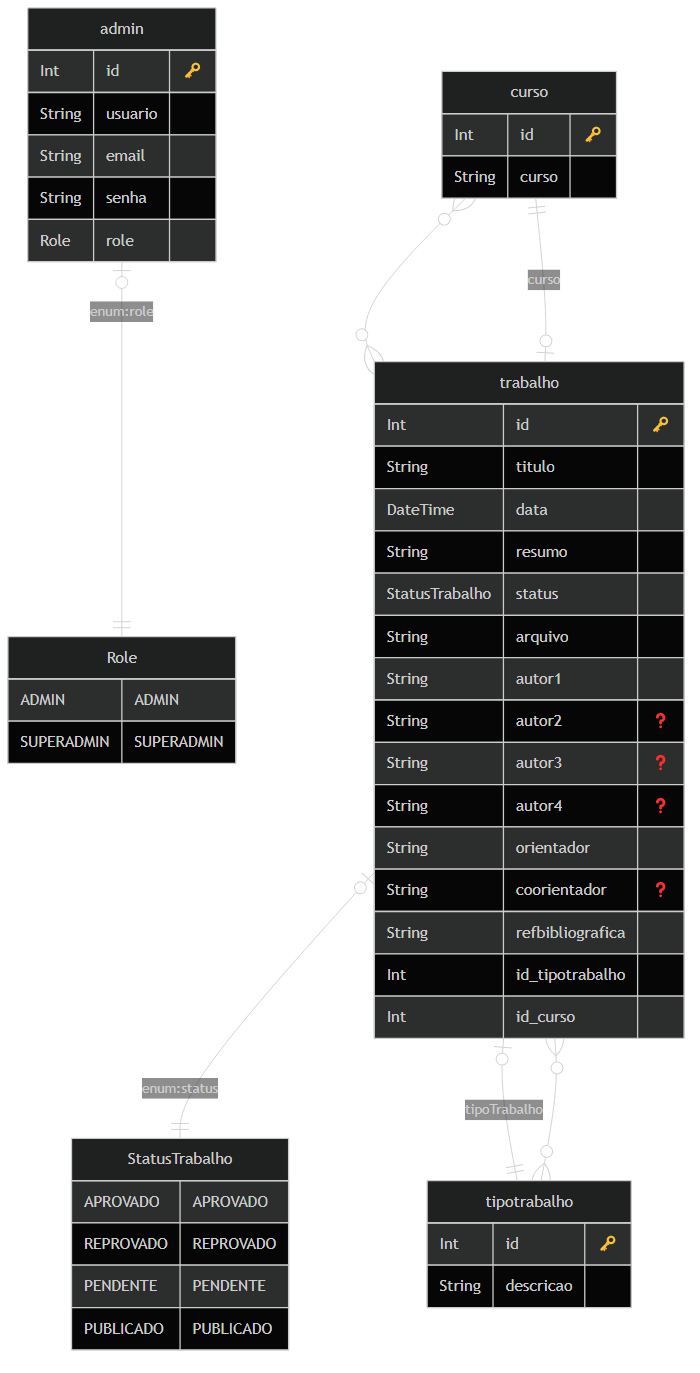 admin
Int id
String usuario
String email
String senha
Role role
enum:role
Role
ADMIN ADMIN
SUPERADMIN SUPERADMIN
curso
Int id
String curso
curso
trabalho
Int id
String titulo
DateTime data
String resumo
StatusTrabalho status
String arquivo
String autor1
String autor2 ❓
String autor3 ❓
String autor4 ❓
String orientador
String coorientador ❓
String refbibliografica
Int id_tipotrabalho
Int id_curso
enum:status
StatusTrabalho
APROVADO APROVADO
REPROVADO REPROVADO
PENDENTE PENDENTE
PUBLICADO PUBLICADO
tipoTrabalho
tipotrabalho
Int id
String descricao